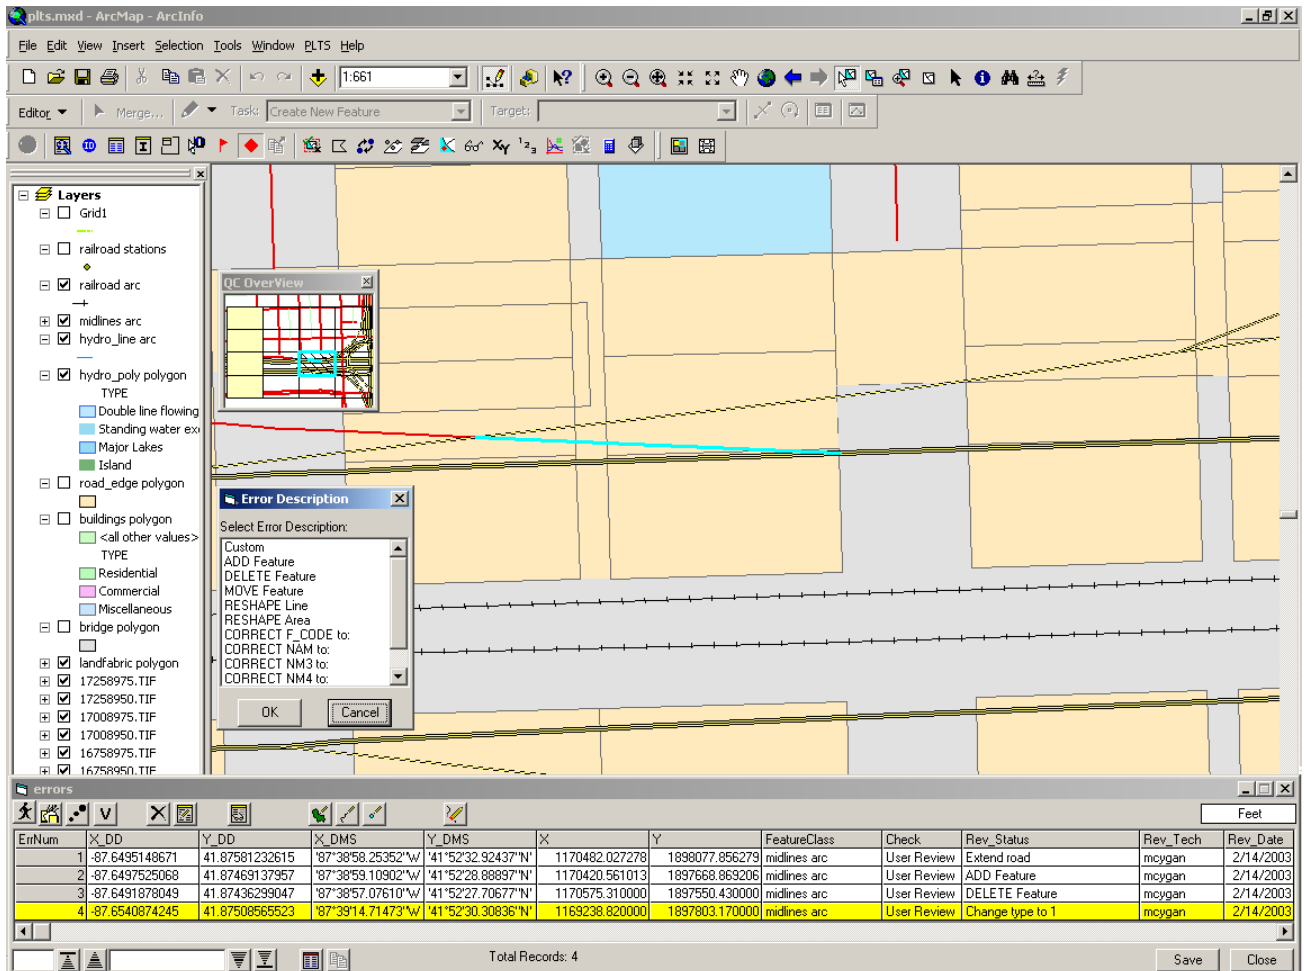 plts.mxd - ArcMap - ArcInfo
File Edit View Insert Selection Tools Window PLTS Help
1:661
Editor Merge... Task: Create New Feature Target:
Layers
Grid1
railroad stations
railroad arc
midlines arc
hydro_line arc
hydro_poly polygon
TYPE
Double line flowing
Standing water ex
Major Lakes
Island
road_edge polygon
buildings polygon
<all other values>
TYPE
Residential
Commercial
Miscellaneous
bridge polygon
landfabric polygon
17258975.TIF
17258950.TIF
17008975.TIF
17008950.TIF
16758975.TIF
16758950.TIF
QC OverView
Error Description
Select Error Description:
Custom
ADD Feature
DELETE Feature
MOVE Feature
RESHAPE Line
RESHAPE Area
CORRECT F_CODE to:
CORRECT NAM to:
CORRECT NM3 to:
CORRECT NM4 to:
OK Cancel
errors
V Feet
ErrNum X_DD Y_DD X_DMS Y_DMS X Y FeatureClass Check Rev_Status Rev_Tech Rev_Date
1 -87.6495148671 41.87581232615 '87°38'58.25352''W '41°52'32.92437''N' 1170482.027278 1898077.856279 midlines arc User Review Extend road mcygan 2/14/2003
2 -87.6497525068 41.87469137957 '87°38'59.10902''W '41°52'28.88897''N' 1170420.561013 1897668.869206 midlines arc User Review ADD Feature mcygan 2/14/2003
3 -87.6491878049 41.87436299047 '87°38'57.07610''W '41°52'27.70677''N' 1170575.310000 1897550.430000 midlines arc User Review DELETE Feature mcygan 2/14/2003
4 -87.6540874245 41.87508565523 '87°39'14.71473''W '41°52'30.30836''N' 1169238.820000 1897803.170000 midlines arc User Review Change type to 1 mcygan 2/14/2003
Total Records: 4
Save Close